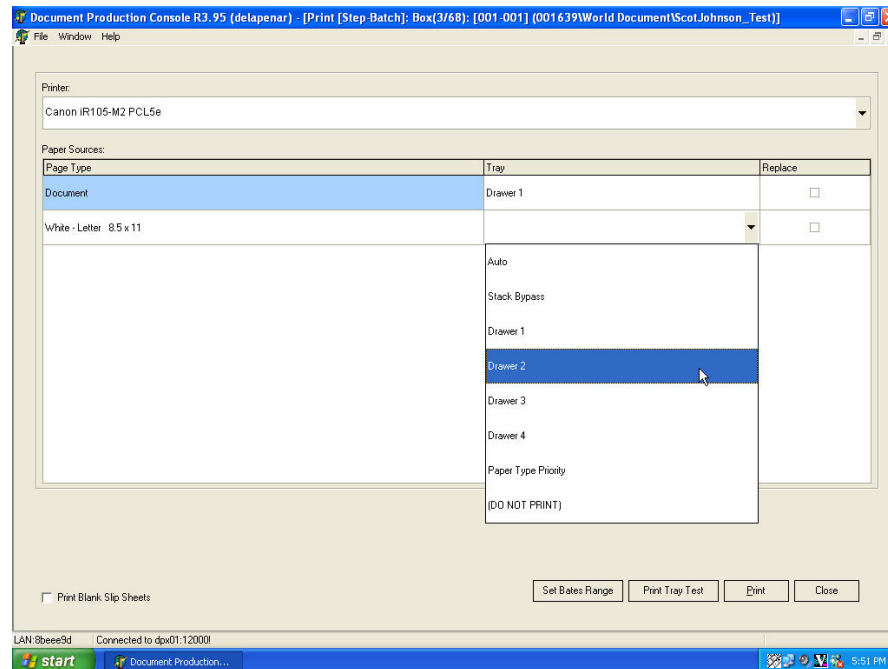 Document Production Console R3.95 (delapenar) - [Print [Step-Batch]: Box(3/68): [001-001] (001639\World Document\ScotJohnson_Test)]
File Window Help
Printer:
Canon iR105-M2 PCL5e
Paper Sources:
Page Type Tray Replace
Document Drawer 1
White - Letter 8.5 x 11
Auto
Stack Bypass
Drawer 1
Drawer 2
Drawer 3
Drawer 4
Paper Type Priority
(DO NOT PRINT)
Print Blank Slip Sheets Set Bates Range Print Tray Test Print Close
LAN:8beee9d Connected to dpx01:12000!
start Document Production... 5:51 PM